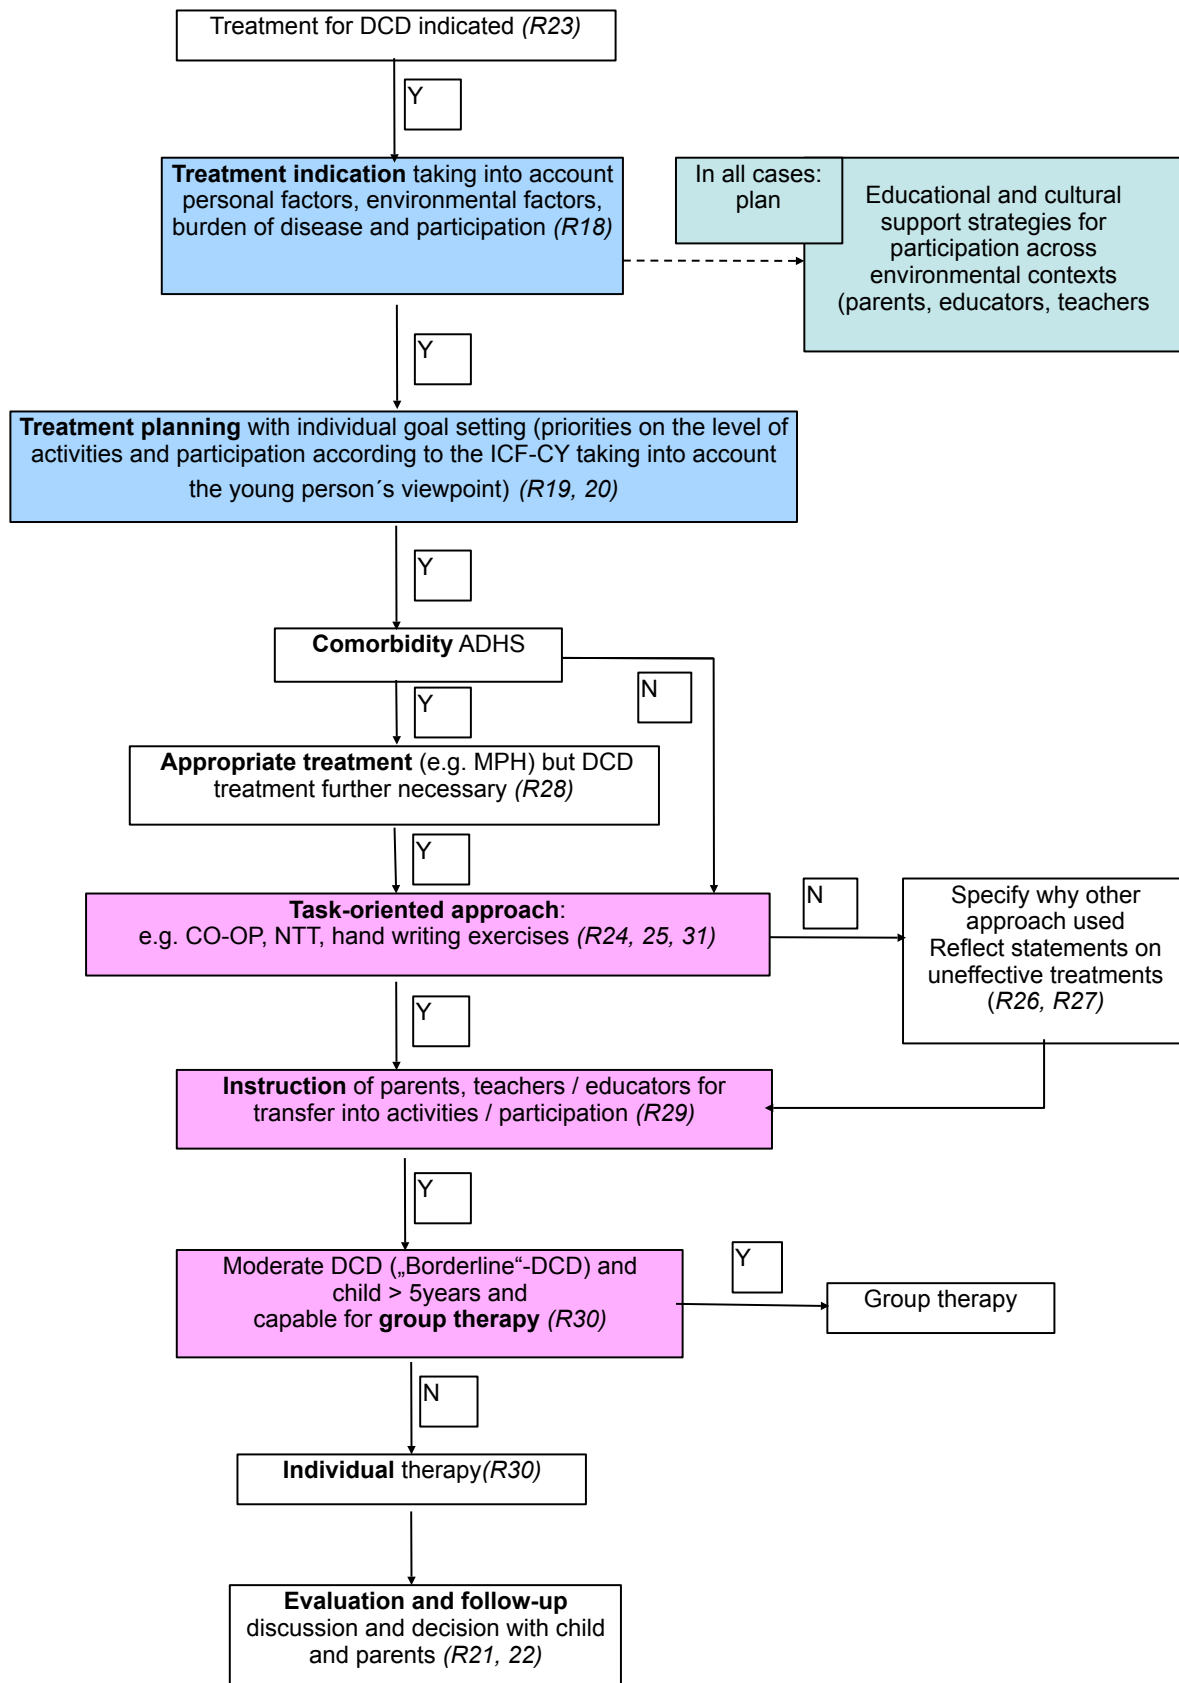 Treatment for DCD indicated (R23)
Y
Treatment indication taking into account
personal factors, environmental factors,
burden of disease and participation (R18)
In all cases:
plan
Educational and cultural
support strategies for
participation across
environmental contexts
(parents, educators, teachers
Y
Treatment planning with individual goal setting (priorities on the level of
activities and participation according to the ICF-CY taking into account
the young person´s viewpoint) (R19, 20)
Y
Comorbidity ADHS
Y
N
Appropriate treatment (e.g. MPH) but DCD
treatment further necessary (R28)
Y
Task-oriented approach:
e.g. CO-OP, NTT, hand writing exercises (R24, 25, 31)
N
Specify why other
approach used
Reflect statements on
uneffective treatments
(R26, R27)
Y
Instruction of parents, teachers / educators for
transfer into activities / participation (R29)
Y
Moderate DCD („Borderline“-DCD) and
child > 5years and
capable for group therapy (R30)
Y
Group therapy
N
Individual therapy(R30)
Evaluation and follow-up
discussion and decision with child
and parents (R21, 22)